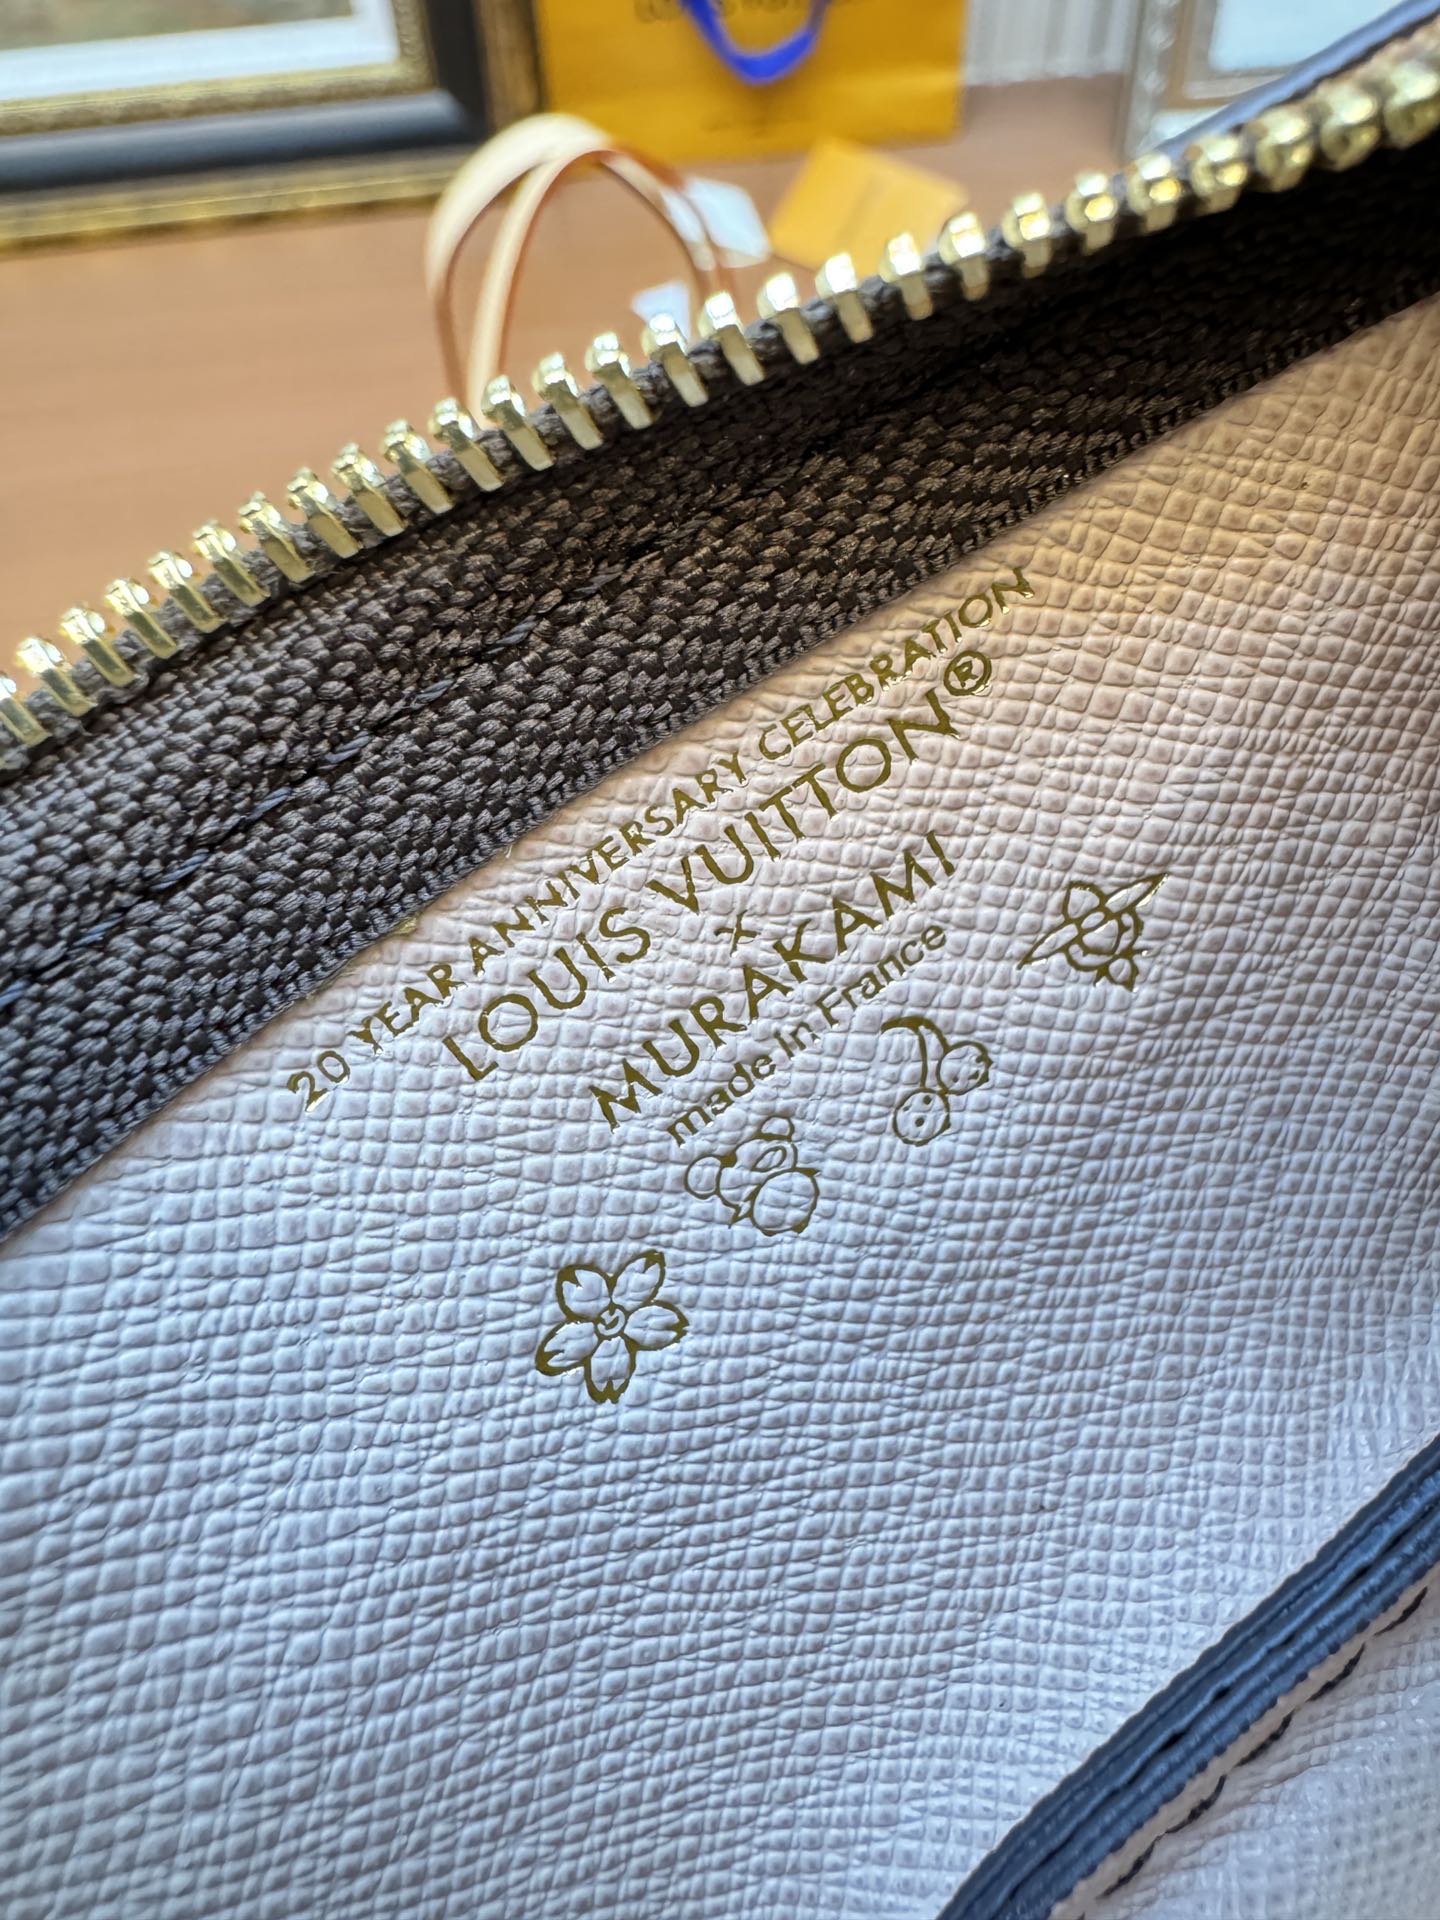 20 YEAR ANNIVERSARY CELEBRATION
LOUIS VUITTON®
x
MURAKAMI
made in France